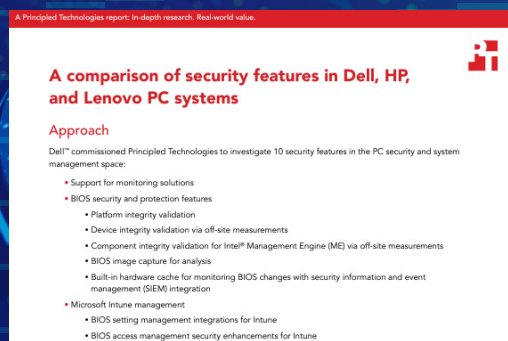 A Principled Technologies report: In-depth research. Real-world value.
PT
A comparison of security features in Dell, HP,
and Lenovo PC systems
Approach
Dell™ commissioned Principled Technologies to investigate 10 security features in the PC security and system
management space:
▪ Support for monitoring solutions
▪ BIOS security and protection features
• Platform integrity validation
• Device integrity validation via off-site measurements
• Component integrity validation for Intel® Management Engine (ME) via off-site measurements
• BIOS image capture for analysis
• Built-in hardware cache for monitoring BIOS changes with security information and event
management (SIEM) integration
▪ Microsoft Intune management
• BIOS setting management integrations for Intune
• BIOS access management security enhancements for Intune